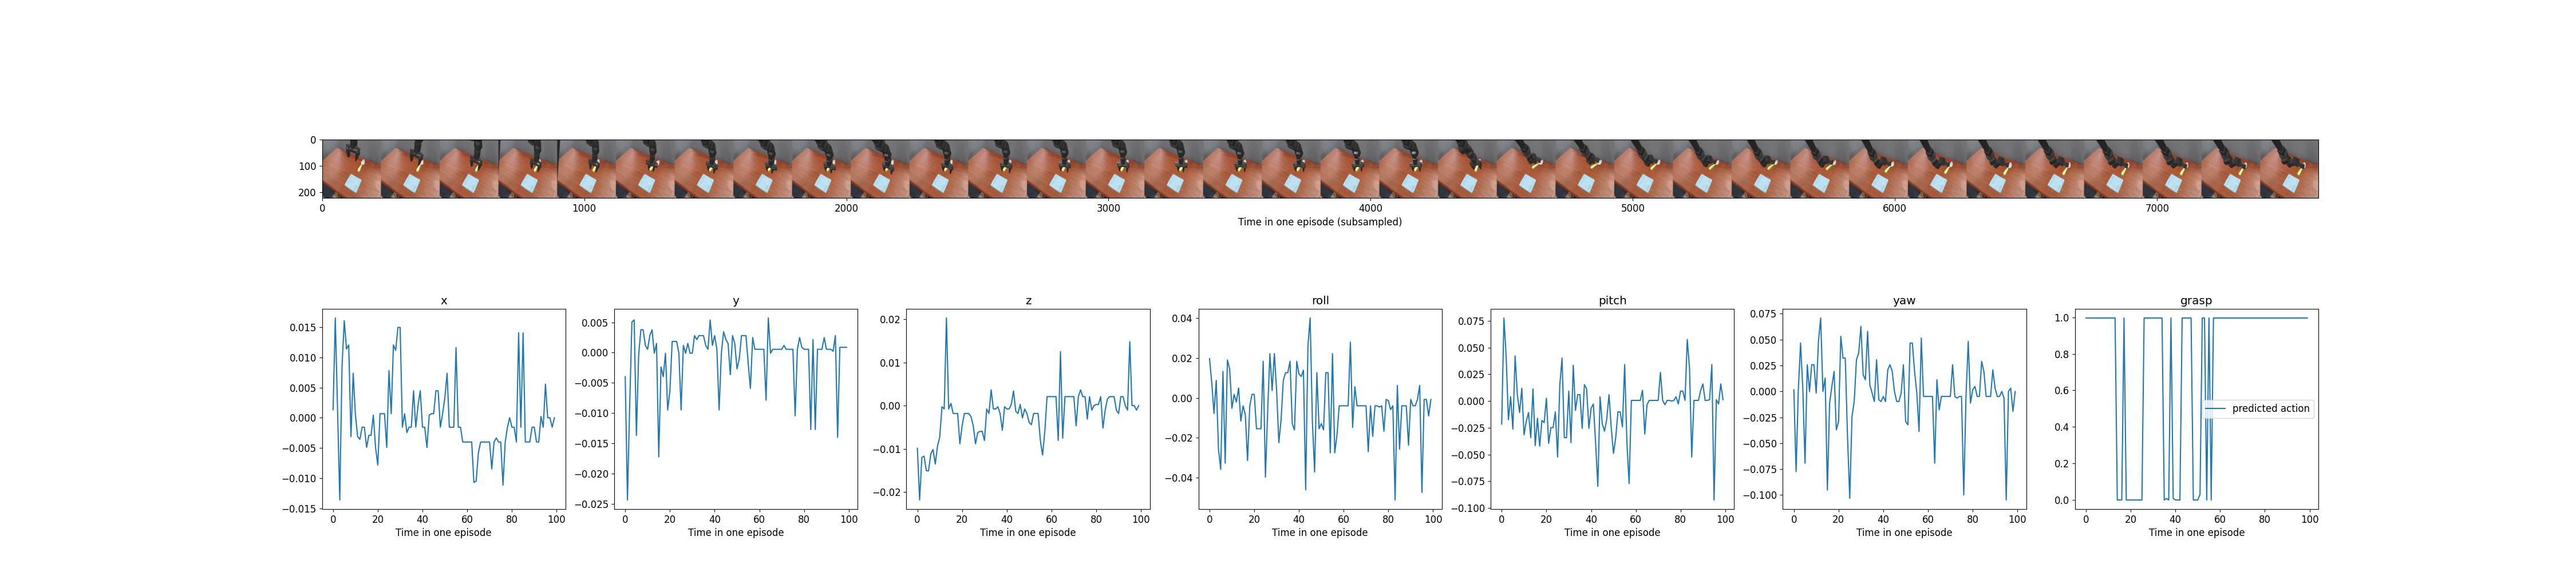 0
100
200
0 1000 2000 3000 4000 5000 6000 7000
Time in one episode (subsampled)
x y z roll pitch yaw grasp
0.015
0.010
0.005
0.000
−0.005
−0.010
−0.015
0 20 40 60 80 100
Time in one episode
0.005
0.000
−0.005
−0.010
−0.015
−0.020
−0.025
0 20 40 60 80 100
Time in one episode
0.02
0.01
0.00
−0.01
−0.02
0 20 40 60 80 100
Time in one episode
0.04
0.02
0.00
−0.02
−0.04
0 20 40 60 80 100
Time in one episode
0.075
0.050
0.025
0.000
−0.025
−0.050
−0.075
−0.100
0 20 40 60 80 100
Time in one episode
0.075
0.050
0.025
0.000
−0.025
−0.050
−0.075
−0.100
0 20 40 60 80 100
Time in one episode
1.0
0.8
0.6
0.4
0.2
0.0
predicted action
0 20 40 60 80 100
Time in one episode